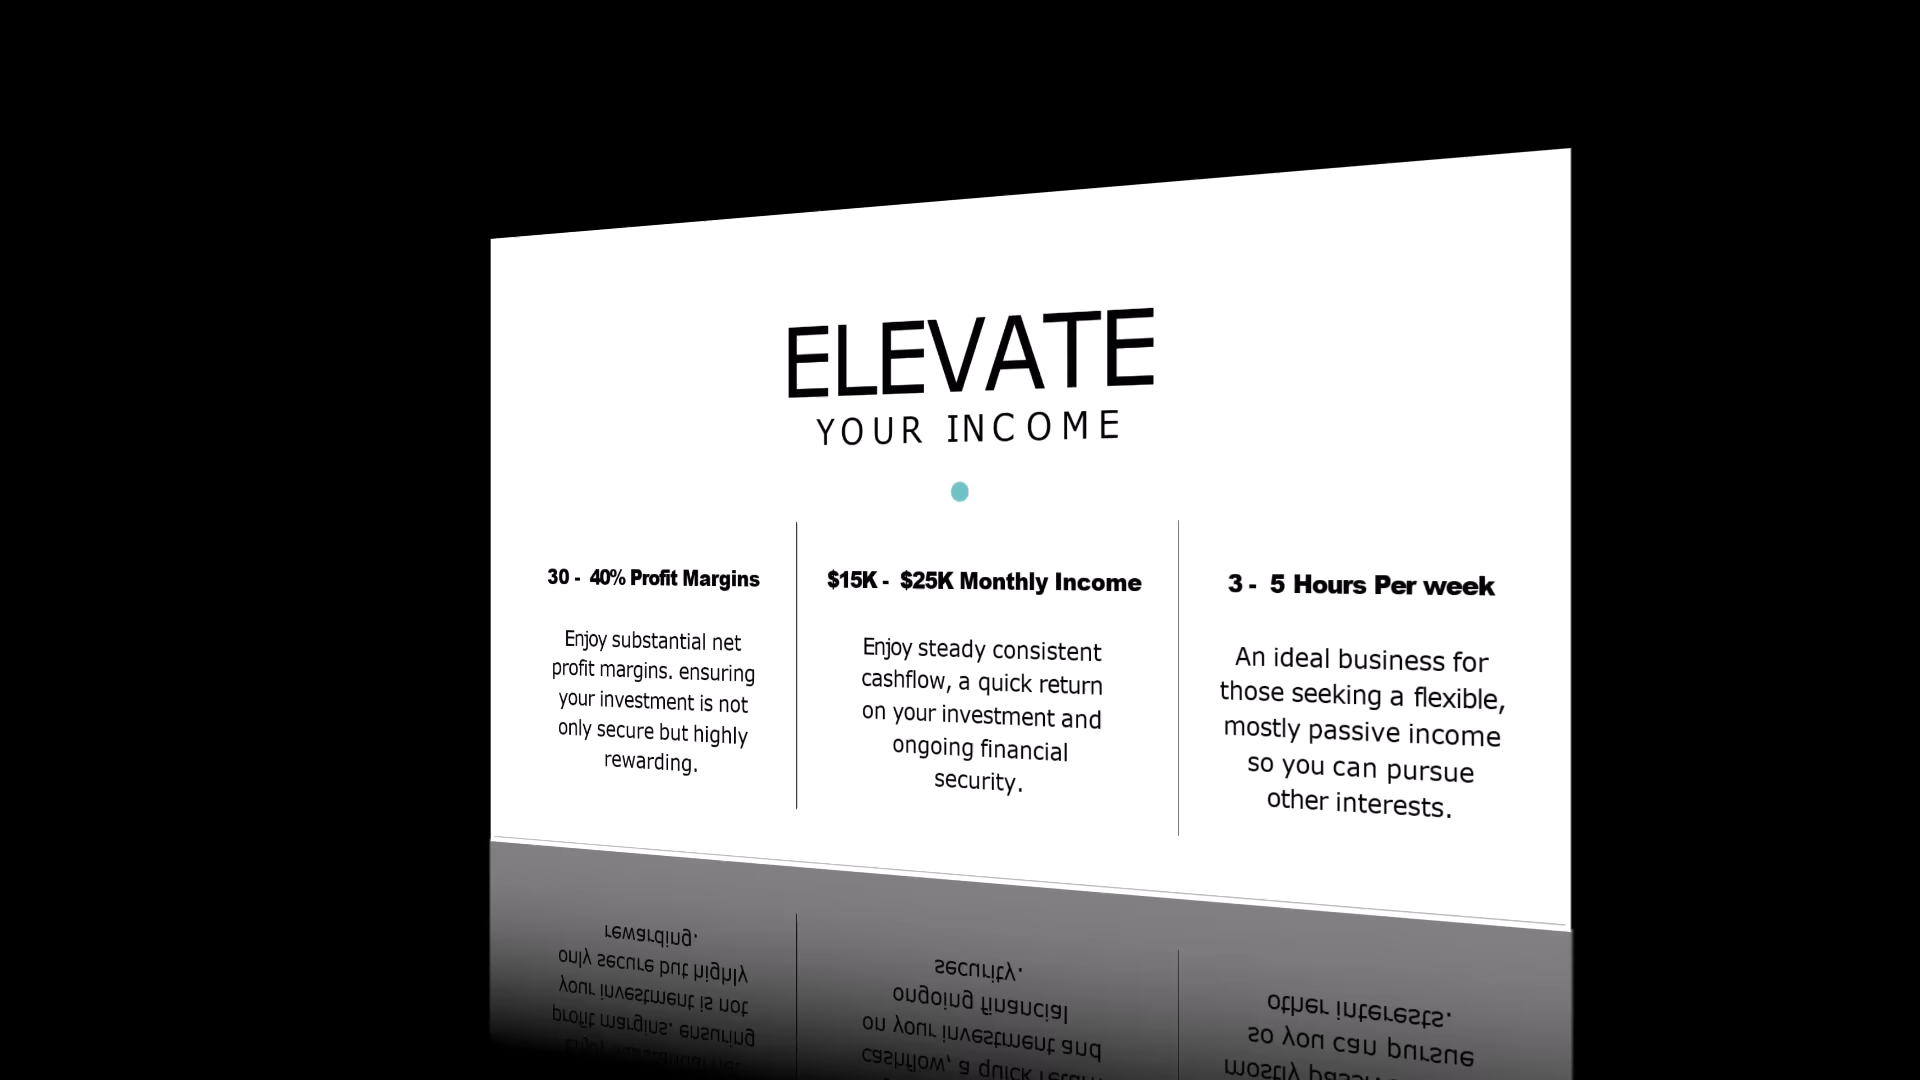 ELEVATE
YOUR INCOME
30 - 40% Profit Margins
Enjoy substantial net
profit margins. ensuring
your investment is not
only secure but highly
rewarding.
$15K - $25K Monthly Income
Enjoy steady consistent
cashflow, a quick return
on your investment and
ongoing financial
security.
3 - 5 Hours Per week
An ideal business for
those seeking a flexible,
mostly passive income
so you can pursue
other interests.